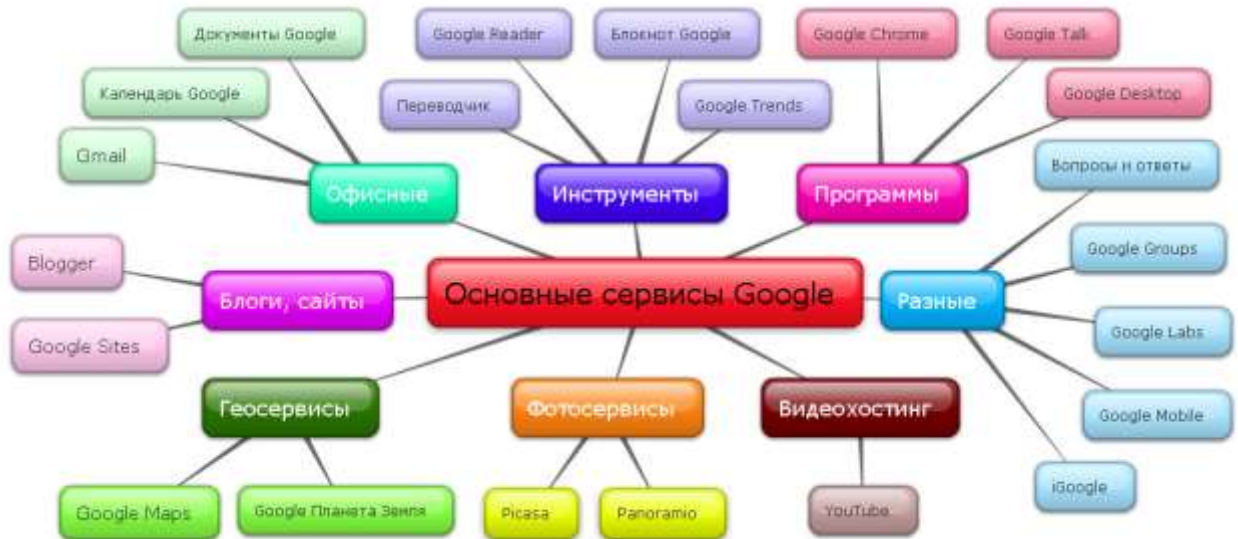 Документы Google
Google Reader
Блокнот Google
Google Chrome
Google Talk
Календарь Google
Переводчик
Google Trends
Google Desktop
Gmail
Офисные
Инструменты
Программы
Вопросы и ответы
Blogger
Блоги, сайты
Основные сервисы Google
Разные
Google Groups
Google Sites
Google Labs
Геосервисы
Фотосервисы
Видеохостинг
Google Mobile
Google Maps
Google Планета Земля
Picasa
Panoramio
YouTube
iGoogle